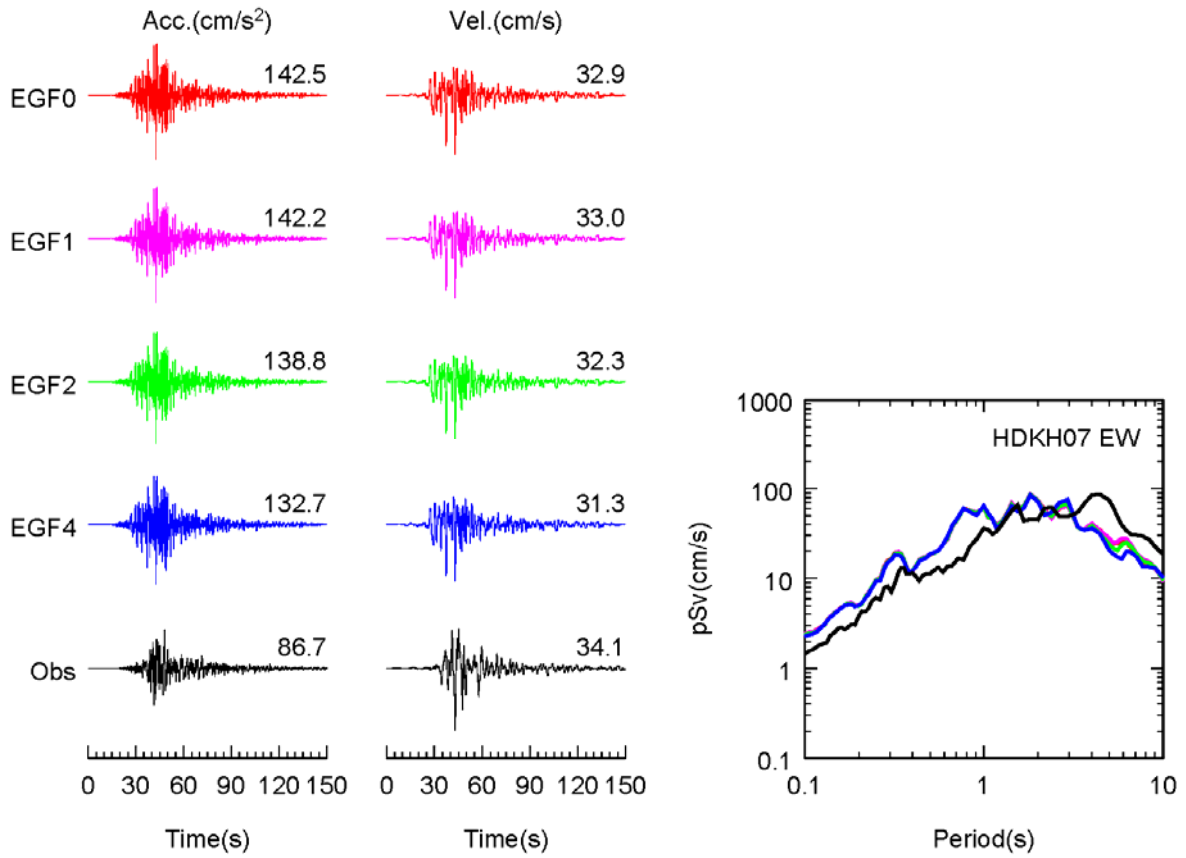 Acc.(cm/s²) Vel.(cm/s)
EGF0 142.5 32.9
EGF1 142.2 33.0
EGF2 138.8 32.3
EGF4 132.7 31.3
Obs 86.7 34.1
0 30 60 90 120 150 0 30 60 90 120 150
Time(s) Time(s)
1000
100
10
1
0.1
pSv(cm/s)
HDKH07 EW
0.1 1 10
Period(s)